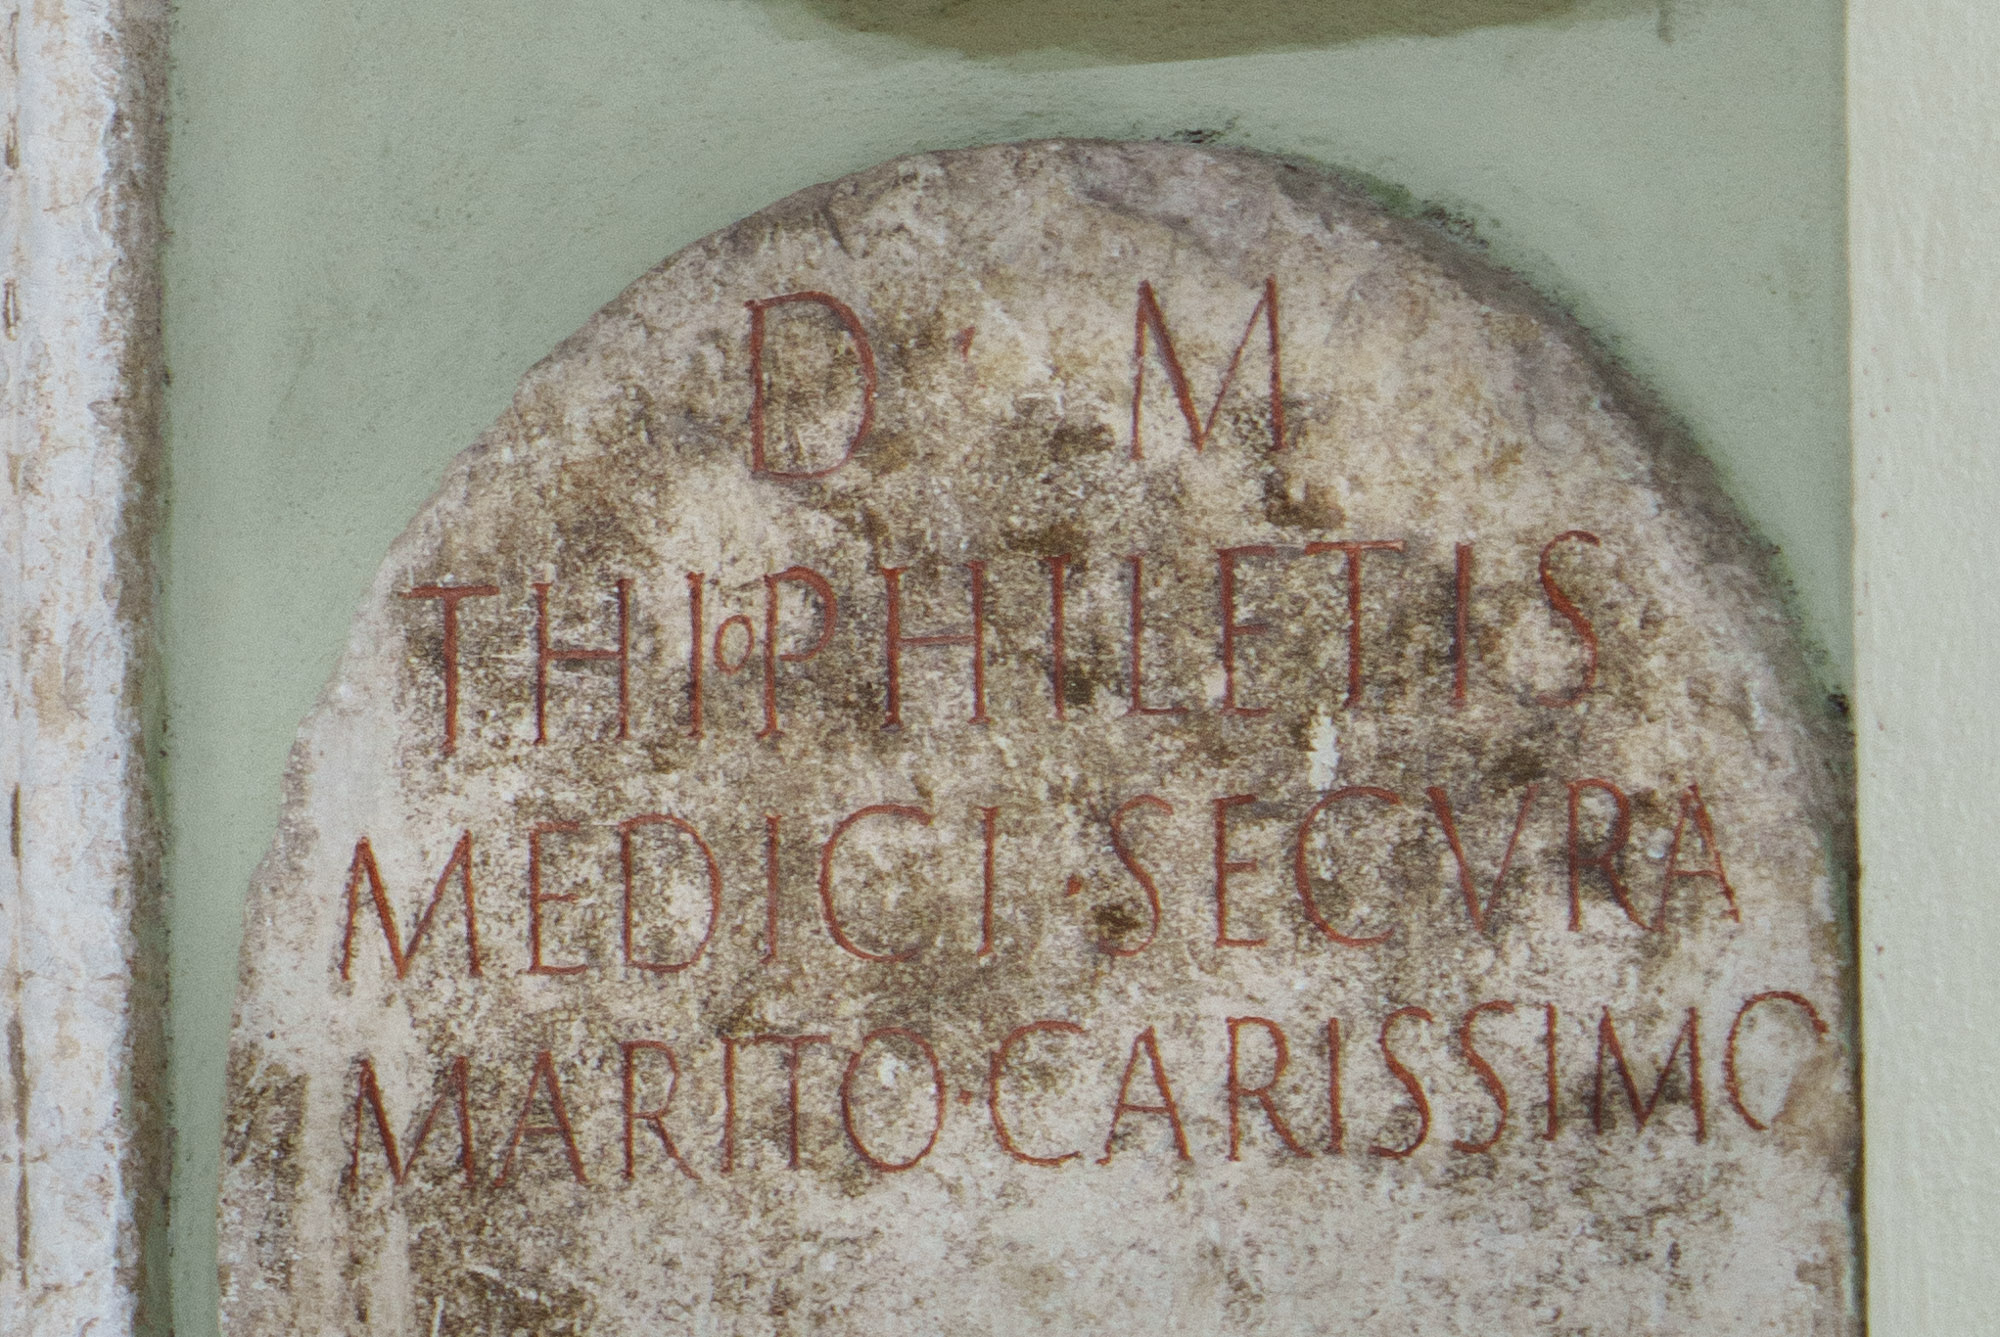 D · M
THIOPHILETIS
MEDICI · SECVRA
MARITO · CARISSIMO